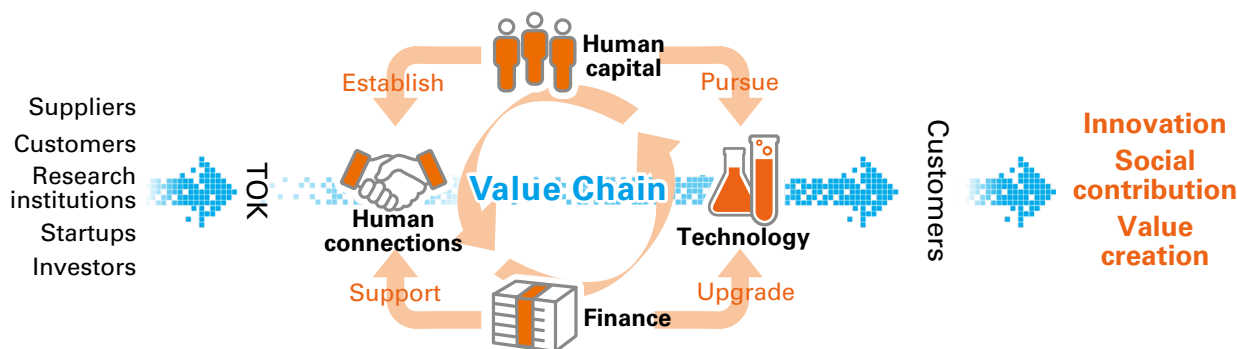 Suppliers
Customers
Research
institutions
Startups
Investors
TOK
Human
capital
Establish
Pursue
Value Chain
Human
connections
Technology
Support
Upgrade
Finance
Customers
Innovation
Social
contribution
Value
creation